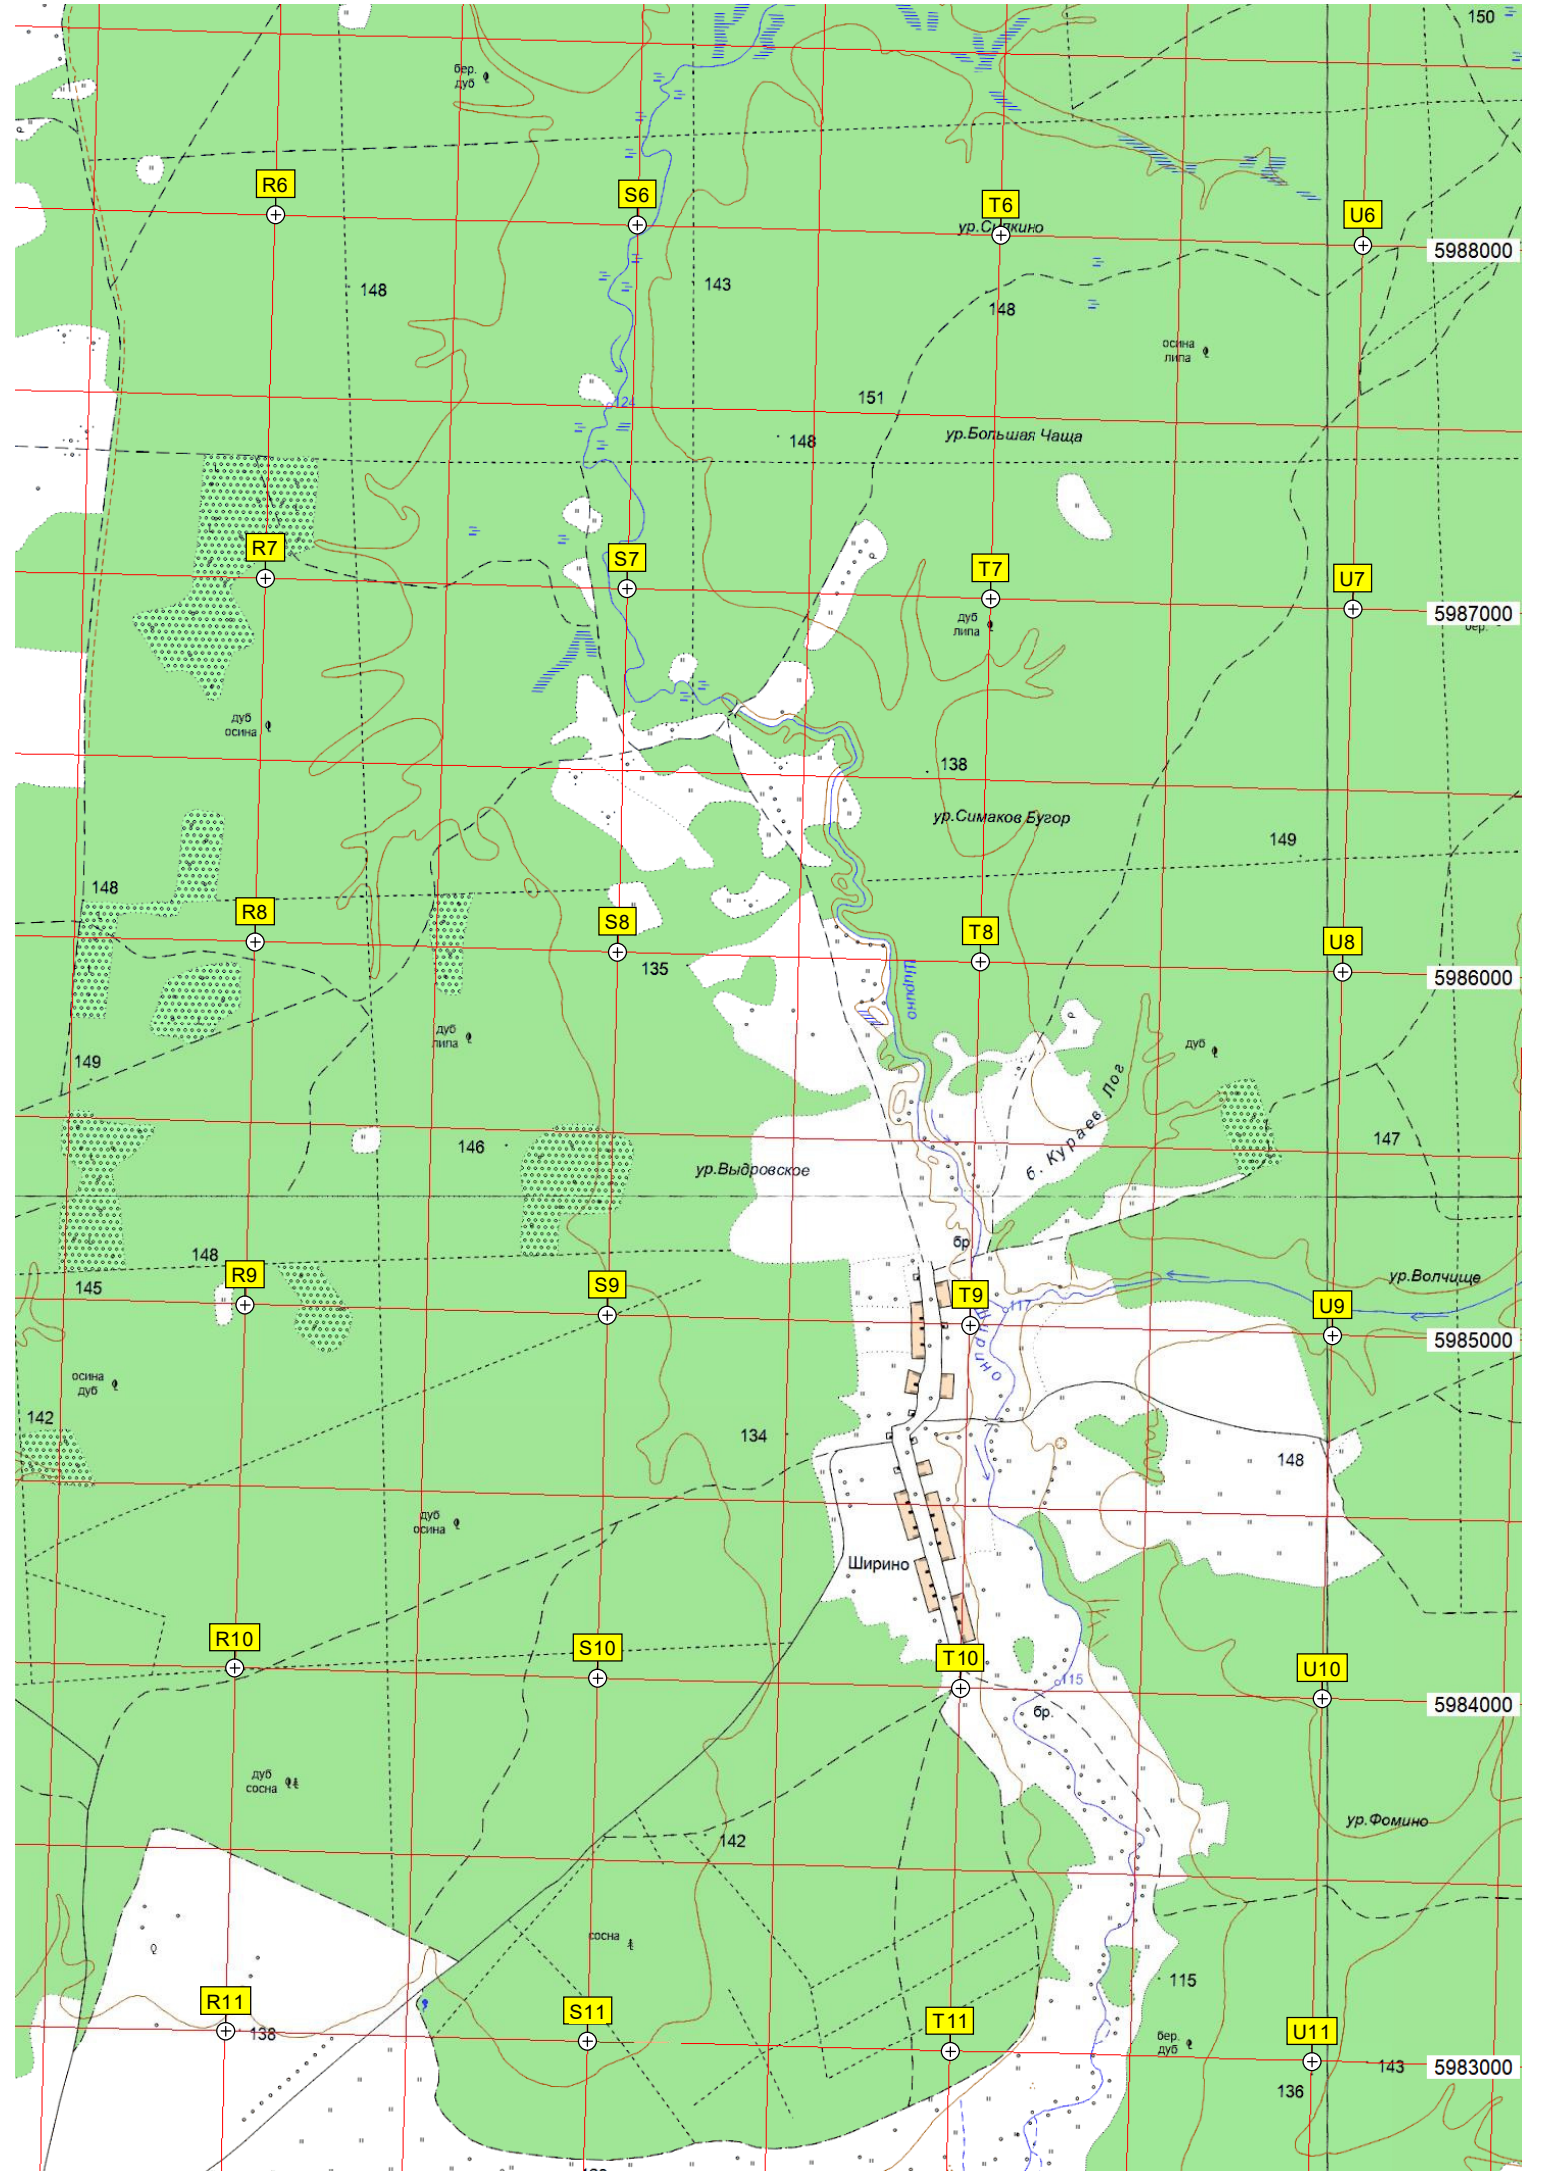 150
бер.
дуб
R6
S6
T6
U6
ур.Силкино
5988000
148
143
148
осина
липа
151
124
148
ур.Большая Чаща
R7
S7
T7
U7
5987000
дуб
липа
бер.
дуб
осина
138
ур.Симаков Бугор
149
148
R8
S8
T8
U8
135
5986000
Ширино
дуб
липа
дуб
149
б. Кураев Лог
146
147
ур.Выдровское
бр.
148
R9
S9
T9
U9
145
117
ур.Волчище
5985000
Ширино
осина
дуб
142
134
148
дуб
осина
Ширино
R10
S10
T10
U10
115
5984000
бр.
дуб
сосна
142
ур.Фомино
сосна
115
R11
S11
T11
U11
138
бер.
дуб
143
5983000
136